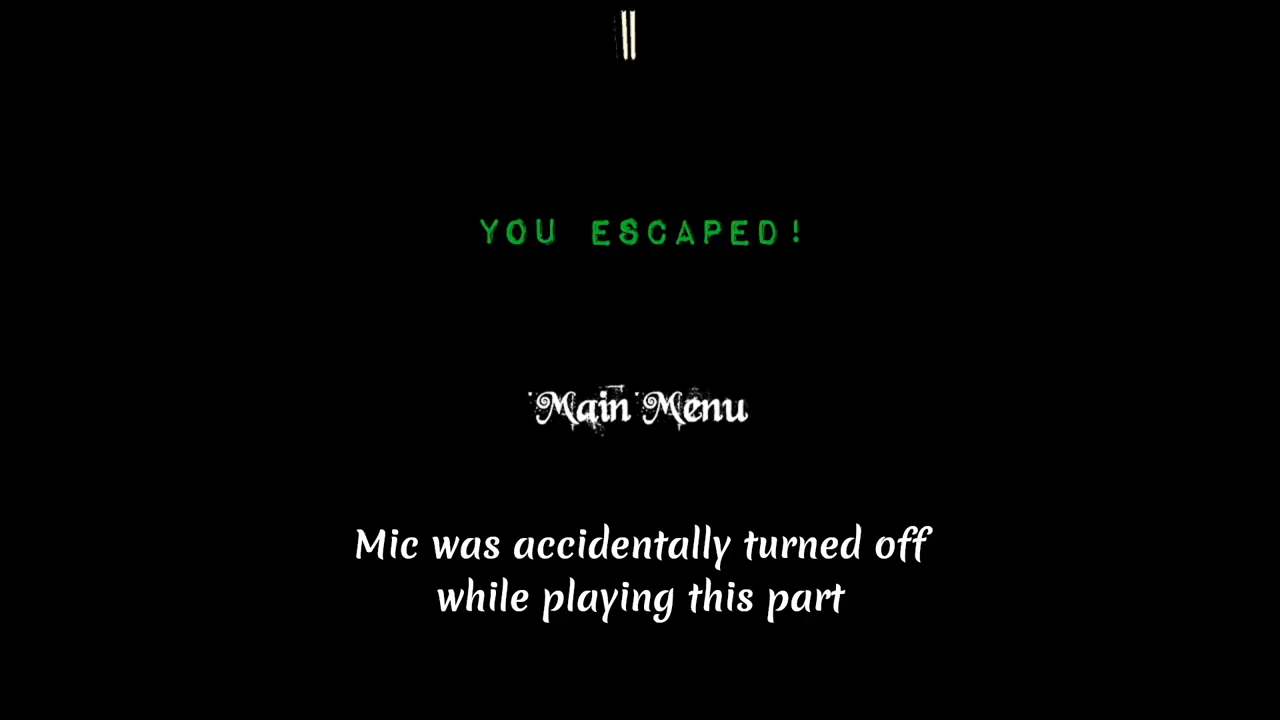 YOU ESCAPED!
Main Menu
Mic was accidentally turned off
while playing this part